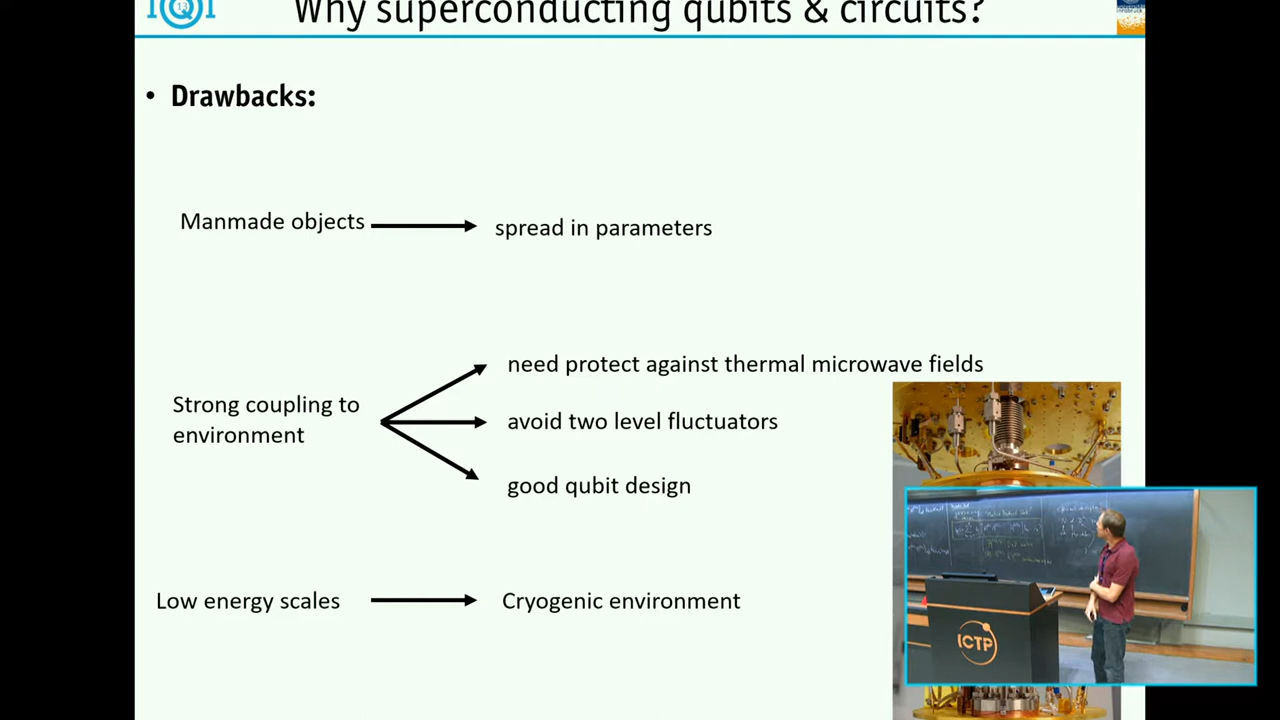 Why superconducting qubits & circuits?
• Drawbacks:
Manmade objects
spread in parameters
need protect against thermal microwave fields
Strong coupling to
environment
avoid two level fluctuators
good qubit design
Low energy scales
Cryogenic environment
ICTP